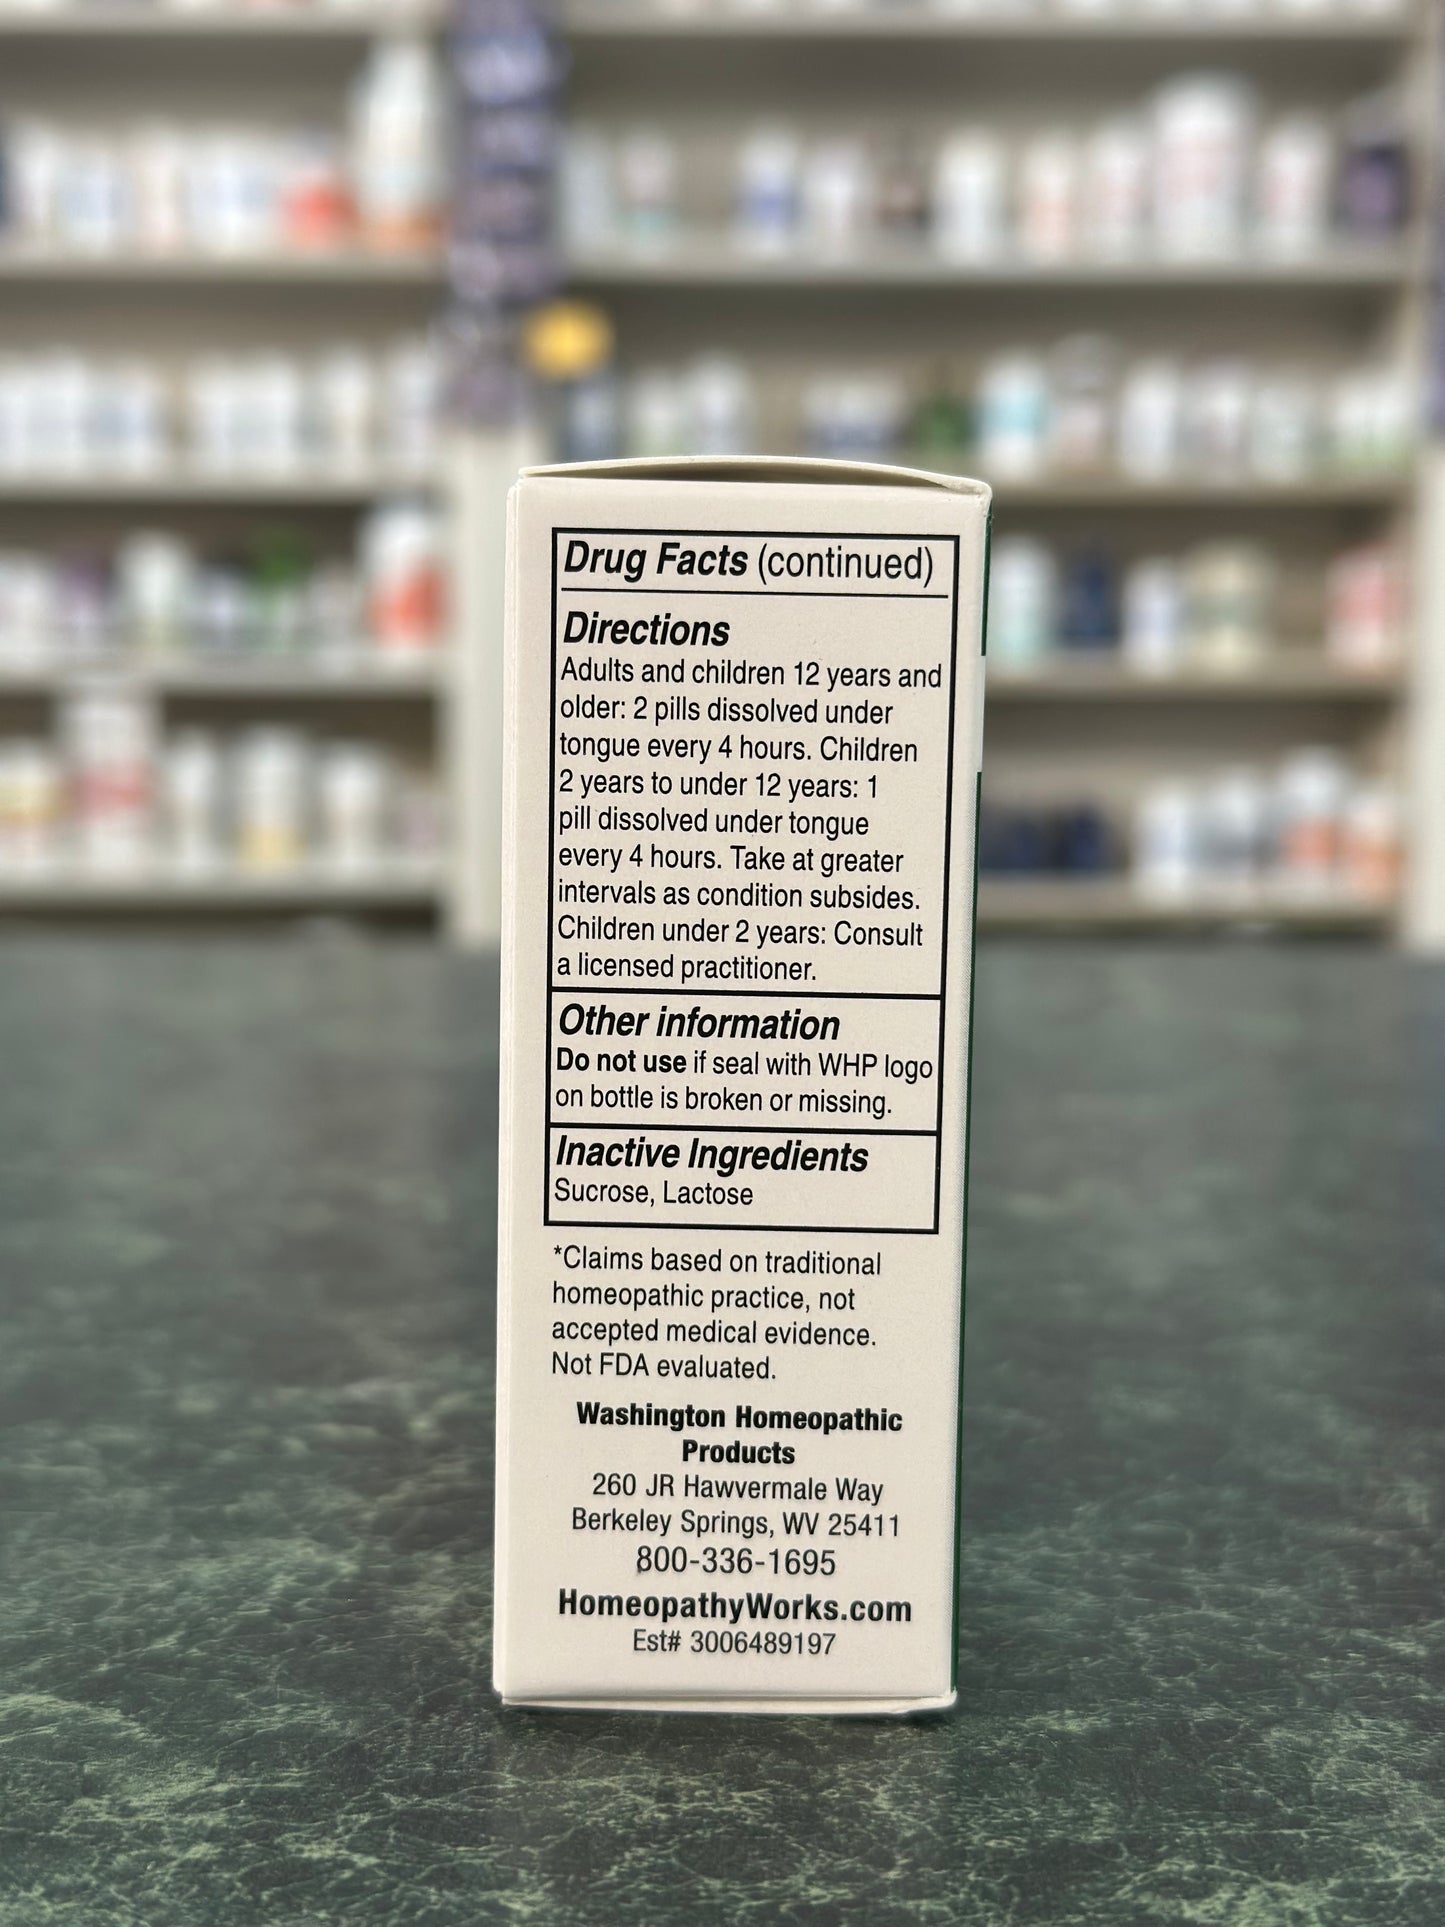 Drug Facts (continued)
Directions
Adults and children 12 years and
older: 2 pills dissolved under
tongue every 4 hours. Children
2 years to under 12 years: 1
pill dissolved under tongue
every 4 hours. Take at greater
intervals as condition subsides.
Children under 2 years: Consult
a licensed practitioner.
Other information
Do not use if seal with WHP logo
on bottle is broken or missing.
Inactive Ingredients
Sucrose, Lactose
*Claims based on traditional
homeopathic practice, not
accepted medical evidence.
Not FDA evaluated.
Washington Homeopathic
Products
260 JR Hawvermale Way
Berkeley Springs, WV 25411
800-336-1695
HomeopathyWorks.com
Est# 3006489197